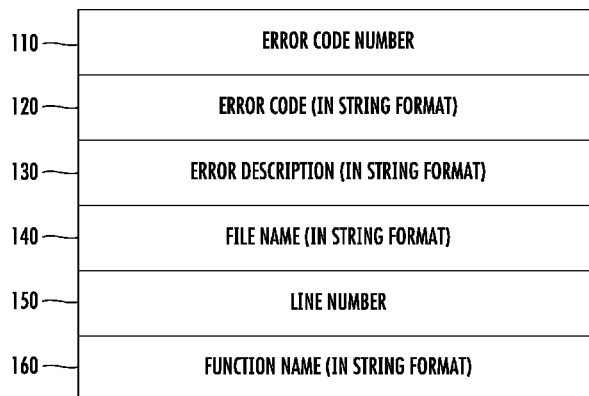 110 ERROR CODE NUMBER
120 ERROR CODE (IN STRING FORMAT)
130 ERROR DESCRIPTION (IN STRING FORMAT)
140 FILE NAME (IN STRING FORMAT)
150 LINE NUMBER
160 FUNCTION NAME (IN STRING FORMAT)